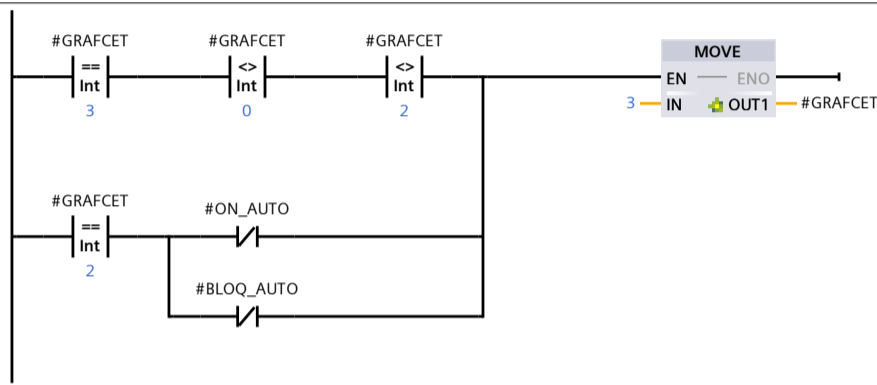 #GRAFCET #GRAFCET #GRAFCET
== <> <> MOVE
Int Int Int EN ENO
3 0 2 3 IN OUT1 #GRAFCET
#GRAFCET #ON_AUTO
==
Int
2 #BLOQ_AUTO